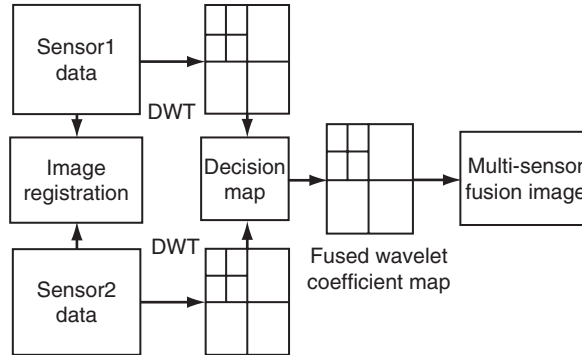 Sensor1
data
DWT
Image
registration
Decision
map
Multi-sensor
fusion image
DWT
Fused wavelet
coefficient map
Sensor2
data